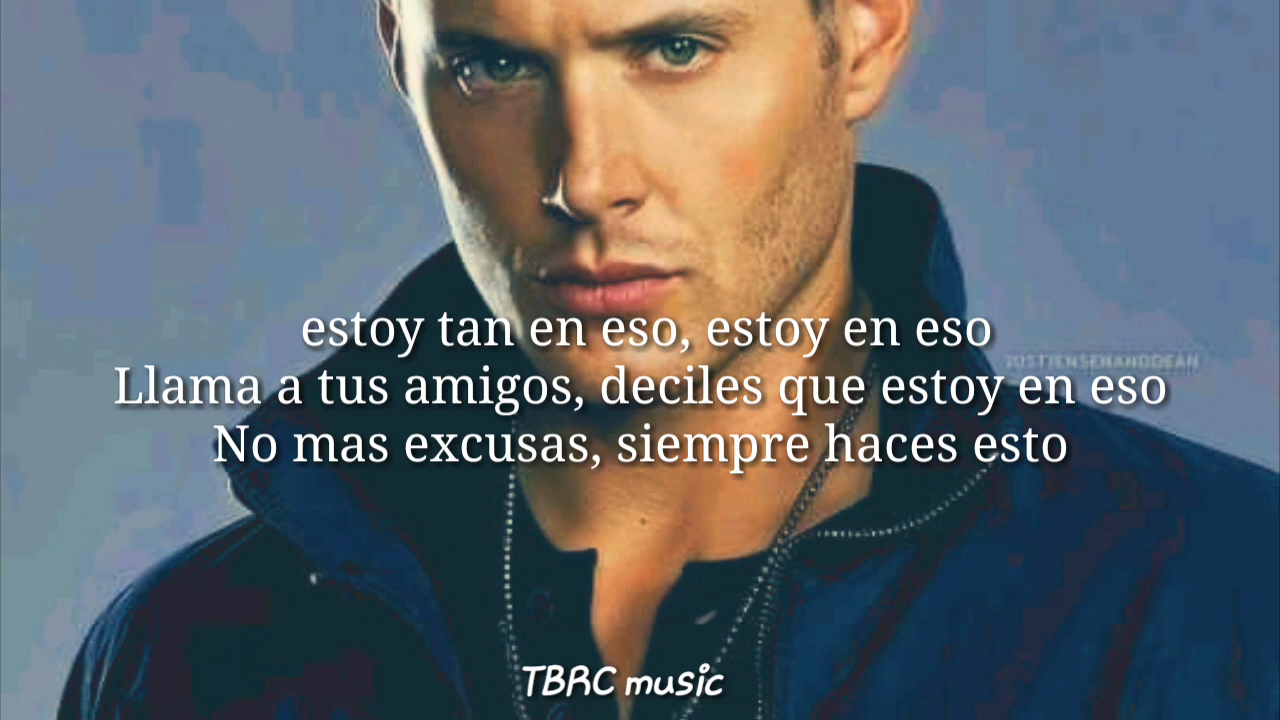 estoy tan en eso, estoy en eso
JUSTJENSENANDDEAN
Llama a tus amigos, deciles que estoy en eso
No mas excusas, siempre haces esto
TBRC music